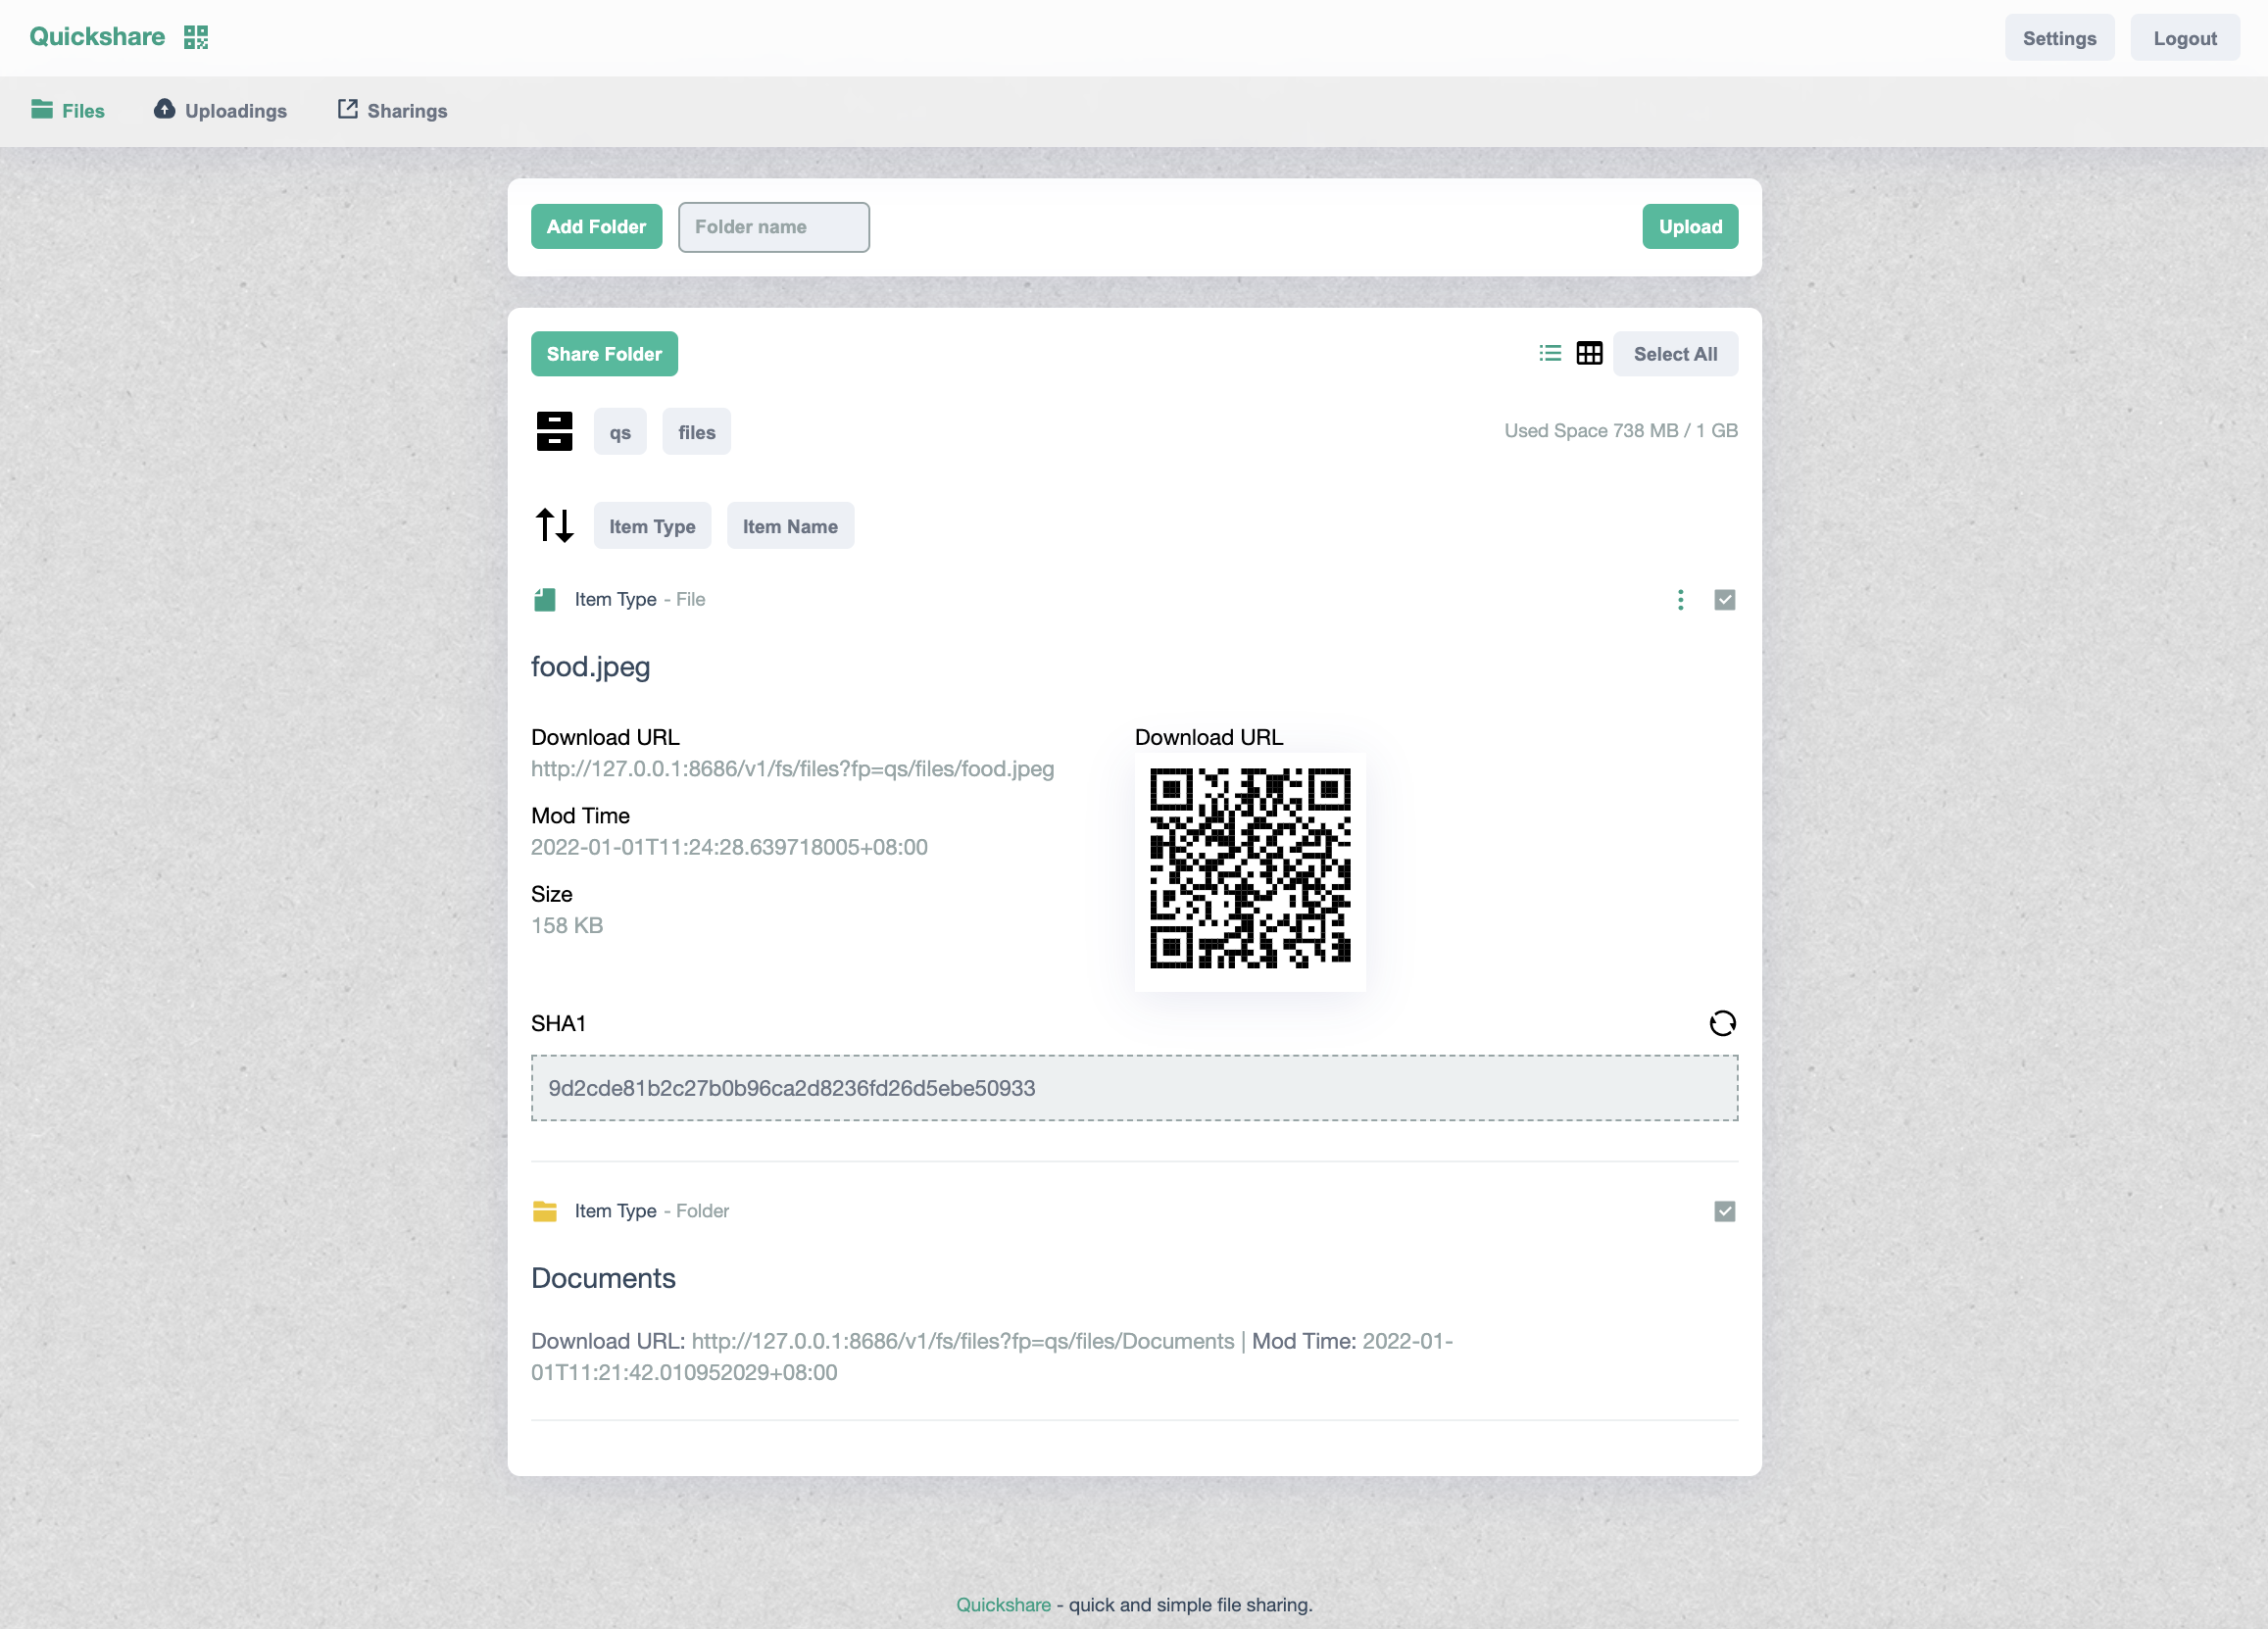 Quickshare
Settings
Logout
Files
Uploadings
Sharings
Add Folder
Folder name
Upload
Share Folder
Select All
qs
files
Used Space 738 MB / 1 GB
Item Type
Item Name
Item Type - File
food.jpeg
Download URL
http://127.0.0.1:8686/v1/fs/files?fp=qs/files/food.jpeg
Mod Time
2022-01-01T11:24:28.639718005+08:00
Size
158 KB
Download URL
SHA1
9d2cde81b2c27b0b96ca2d8236fd26d5ebe50933
Item Type - Folder
Documents
Download URL: http://127.0.0.1:8686/v1/fs/files?fp=qs/files/Documents | Mod Time: 2022-01-
01T11:21:42.010952029+08:00
Quickshare - quick and simple file sharing.